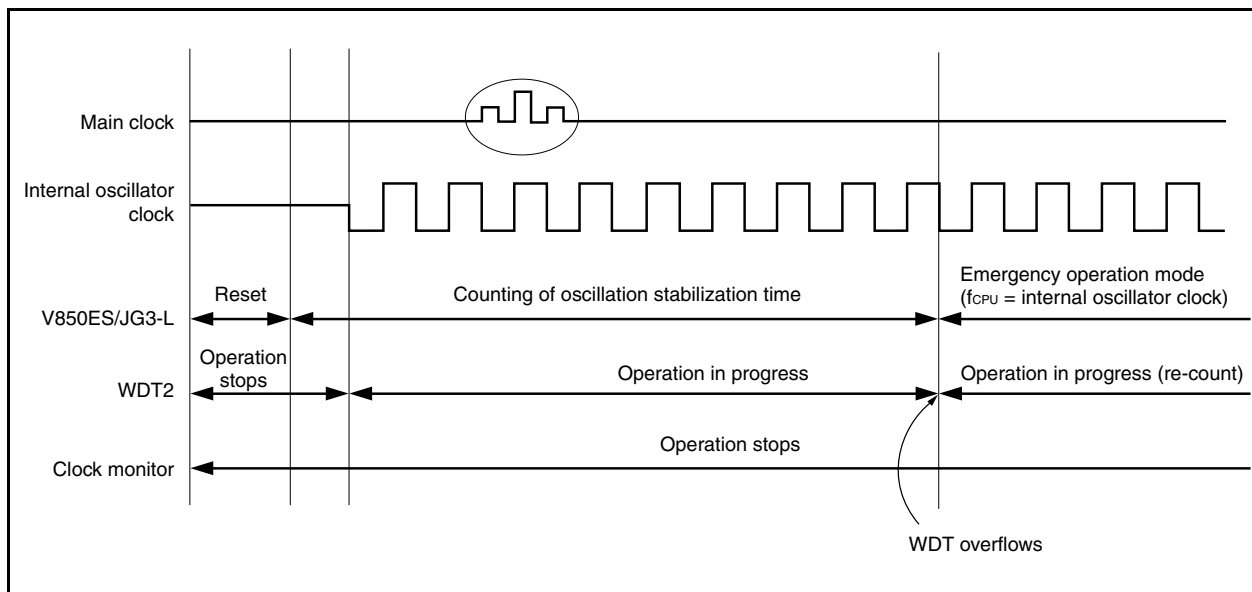 Main clock
Internal oscillator
clock
Emergency operation mode
(fCPU = internal oscillator clock)
Reset
Counting of oscillation stabilization time
V850ES/JG3-L
Operation
stops
Operation in progress
Operation in progress (re-count)
WDT2
Operation stops
Clock monitor
WDT overflows